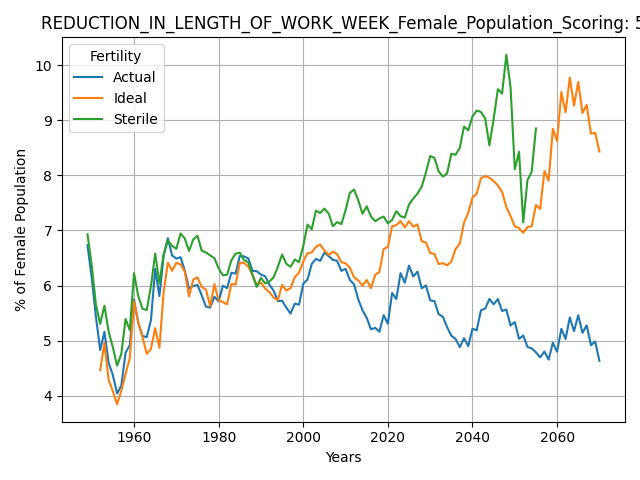 REDUCTION_IN_LENGTH_OF_WORK_WEEK_Female_Population_Scoring: 5
Fertility
Actual
Ideal
Sterile
% of Female Population
10
9
8
7
6
5
4
1960 1980 2000 2020 2040 2060
Years